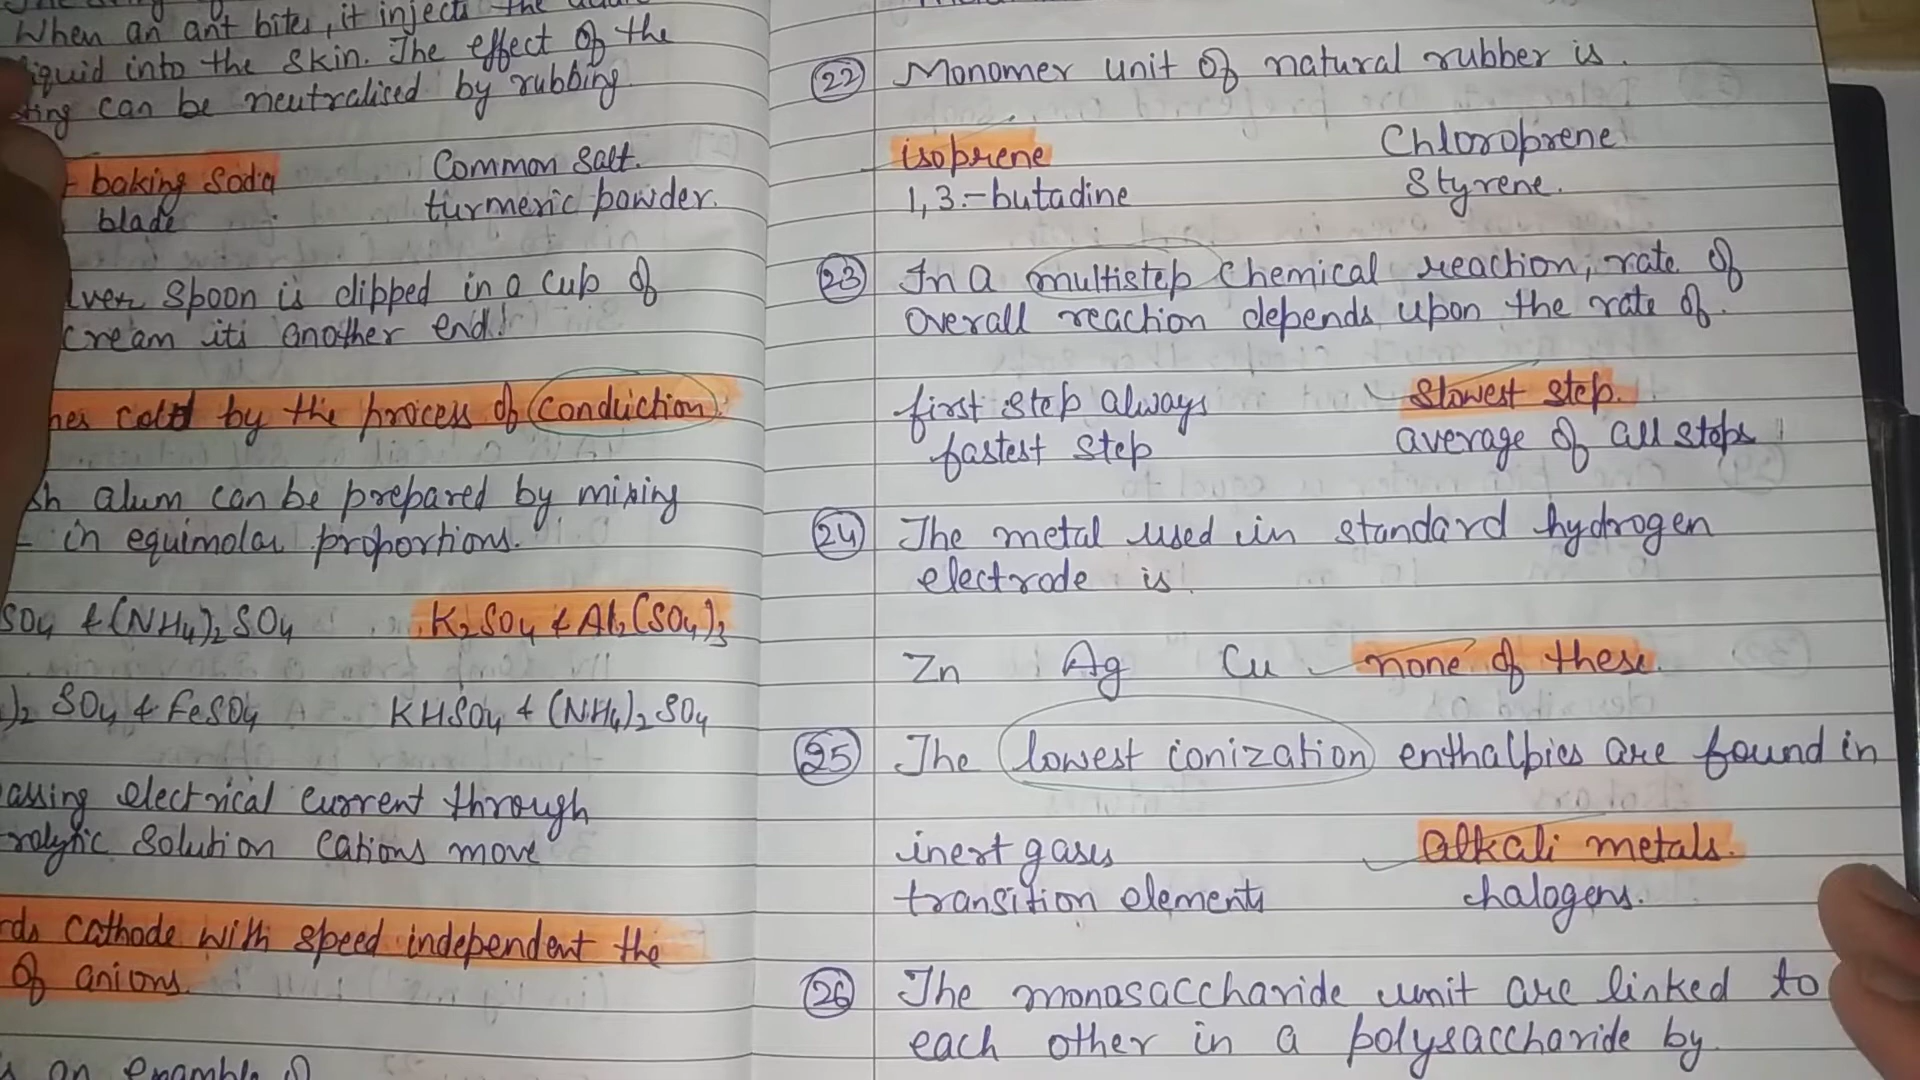 When an ant bites, it injects the
liquid into the skin. The effect of the
sting can be neutralised by rubbing
baking soda Common salt.
blade turmeric powder.
spoon is dipped in a cup of
cream its another end.
cold by the process of conduction.
alum can be prepared by mixing
in equimolar proportions.
SO4 & (NH4)2 SO4 K2SO4 & Al2(SO4)3
)2 SO4 & FeSO4 KHSO4 + (NH4)2 SO4
electrical current through
solution cations move
cathode with speed independent the
of anions.
an example of
22 Monomer unit of natural rubber is.
isoprene Chloroprene
1,3-butadine Styrene.
23 In a multistep chemical reaction, rate of
overall reaction depends upon the rate of.
first step always slowest step.
fastest step average of all steps
24 The metal used in standard hydrogen
electrode is.
Zn Ag Cu none of these.
25 The lowest ionization enthalpies are found in
inert gases alkali metals.
transition elements halogens.
26 The monosaccharide unit are linked to
each other in a polysaccharide by.